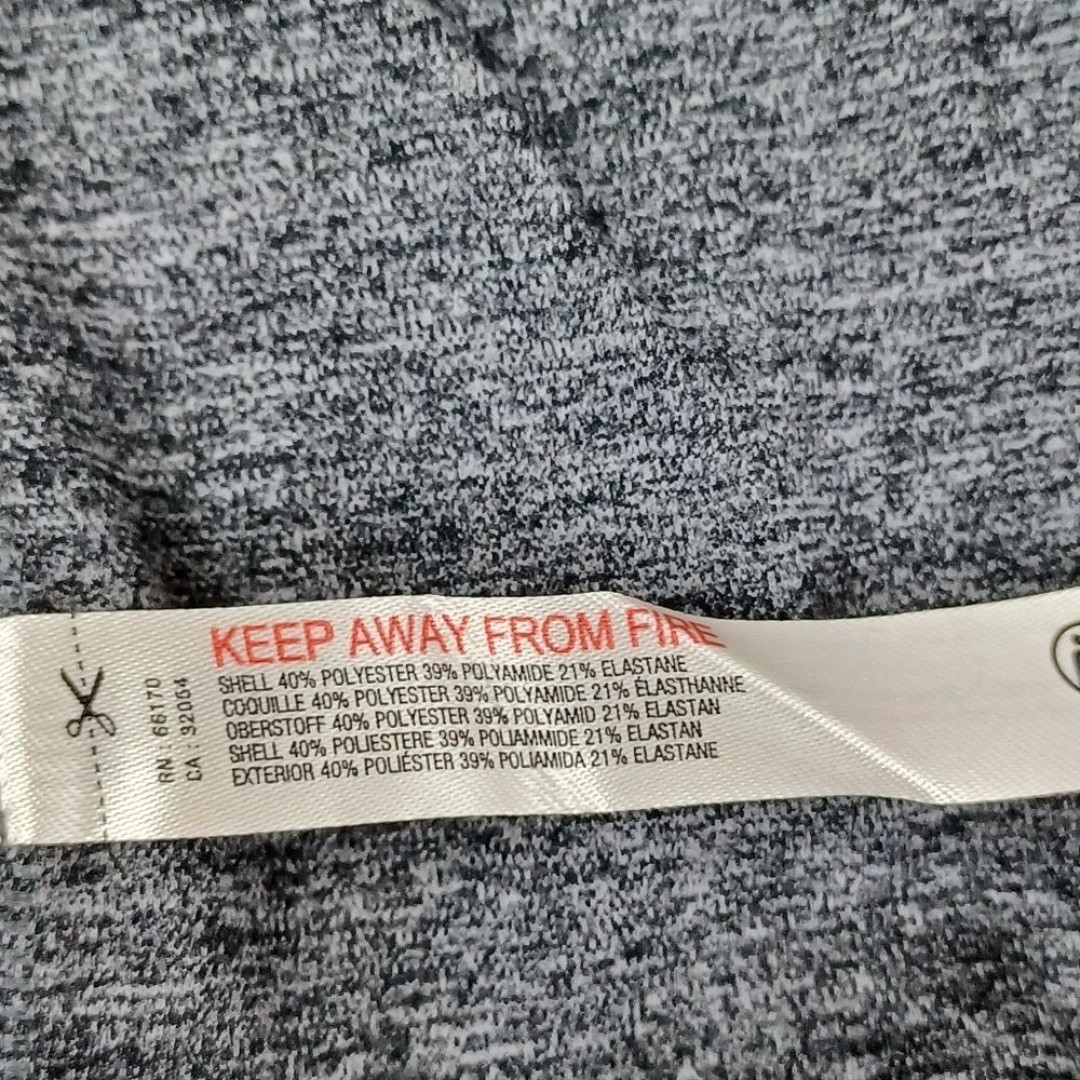 KEEP AWAY FROM FIRE
SHELL 40% POLYESTER 39% POLYAMIDE 21% ELASTANE
COQUILLE 40% POLYESTER 39% POLYAMIDE 21% ÉLASTHANNE
OBERSTOFF 40% POLYESTER 39% POLYAMID 21% ELASTAN
SHELL 40% POLIESTERE 39% POLIAMMIDE 21% ELASTAN
EXTERIOR 40% POLIÉSTER 39% POLIAMIDA 21% ELASTANE
RN : 66170
CA : 32054